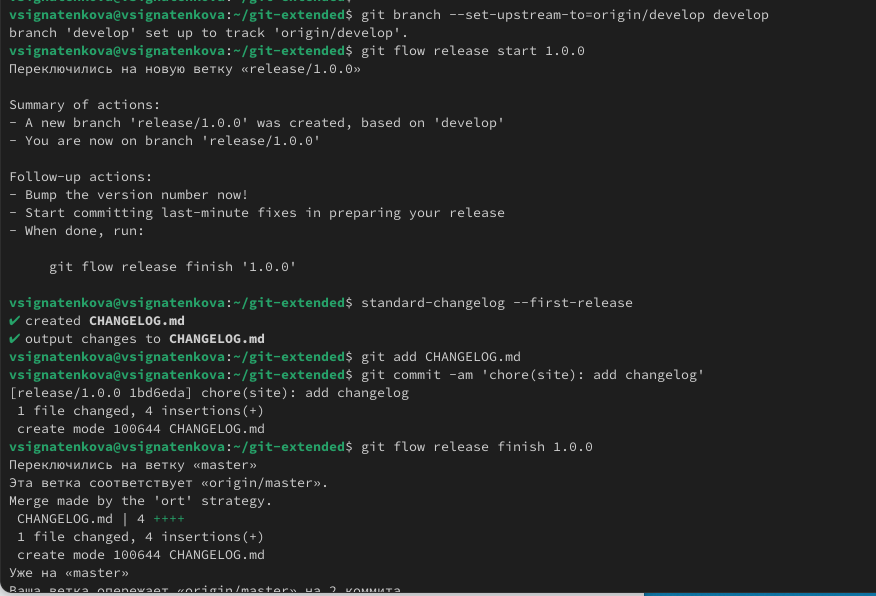 vsignatenkova@vsignatenkova:~/git-extended$ git branch --set-upstream-to=origin/develop develop
branch 'develop' set up to track 'origin/develop'.
vsignatenkova@vsignatenkova:~/git-extended$ git flow release start 1.0.0
Переключились на новую ветку «release/1.0.0»
Summary of actions:
- A new branch 'release/1.0.0' was created, based on 'develop'
- You are now on branch 'release/1.0.0'
Follow-up actions:
- Bump the version number now!
- Start committing last-minute fixes in preparing your release
- When done, run:
git flow release finish '1.0.0'
vsignatenkova@vsignatenkova:~/git-extended$ standard-changelog --first-release
✔ created CHANGELOG.md
✔ output changes to CHANGELOG.md
vsignatenkova@vsignatenkova:~/git-extended$ git add CHANGELOG.md
vsignatenkova@vsignatenkova:~/git-extended$ git commit -am 'chore(site): add changelog'
[release/1.0.0 1bd6eda] chore(site): add changelog
1 file changed, 4 insertions(+)
create mode 100644 CHANGELOG.md
vsignatenkova@vsignatenkova:~/git-extended$ git flow release finish 1.0.0
Переключились на ветку «master»
Эта ветка соответствует «origin/master».
Merge made by the 'ort' strategy.
CHANGELOG.md | 4 ++++
1 file changed, 4 insertions(+)
create mode 100644 CHANGELOG.md
Уже на «master»
Ваша ветка опережает «origin/master» на 2 коммита